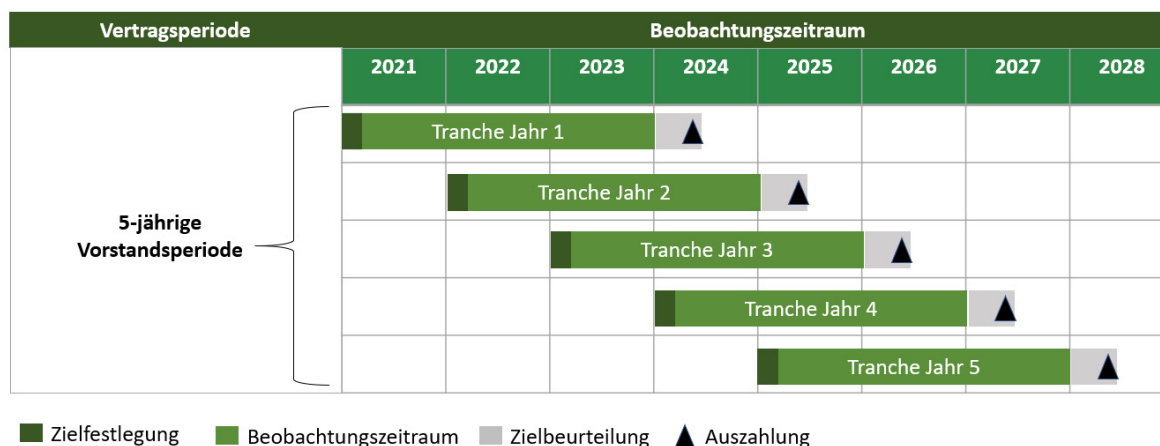 Vertragsperiode
Beobachtungszeitraum
2021
2022
2023
2024
2025
2026
2027
2028
Tranche Jahr 1
Tranche Jahr 2
5-jährige
Vorstandsperiode
Tranche Jahr 3
Tranche Jahr 4
Tranche Jahr 5
Zielfestlegung
Beobachtungszeitraum
Zielbeurteilung
Auszahlung